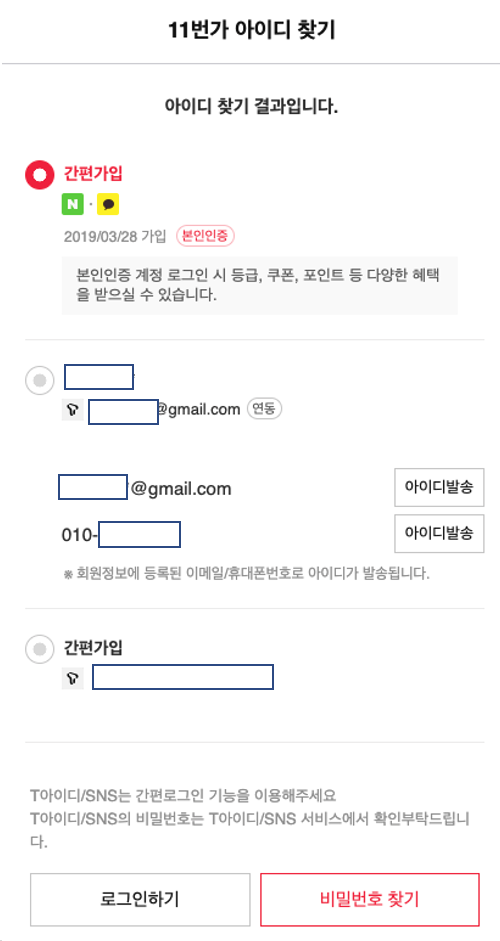 11번가 아이디 찾기
아이디 찾기 결과입니다.
간편가입
N ·
2019/03/28 가입 본인인증
본인인증 계정 로그인 시 등급, 쿠폰, 포인트 등 다양한 혜택
을 받으실 수 있습니다.
@gmail.com 연동
@gmail.com 아이디발송
010- 아이디발송
※ 회원정보에 등록된 이메일/휴대폰번호로 아이디가 발송됩니다.
간편가입
T아이디/SNS는 간편로그인 기능을 이용해주세요
T아이디/SNS의 비밀번호는 T아이디/SNS 서비스에서 확인부탁드립니
다.
로그인하기 비밀번호 찾기